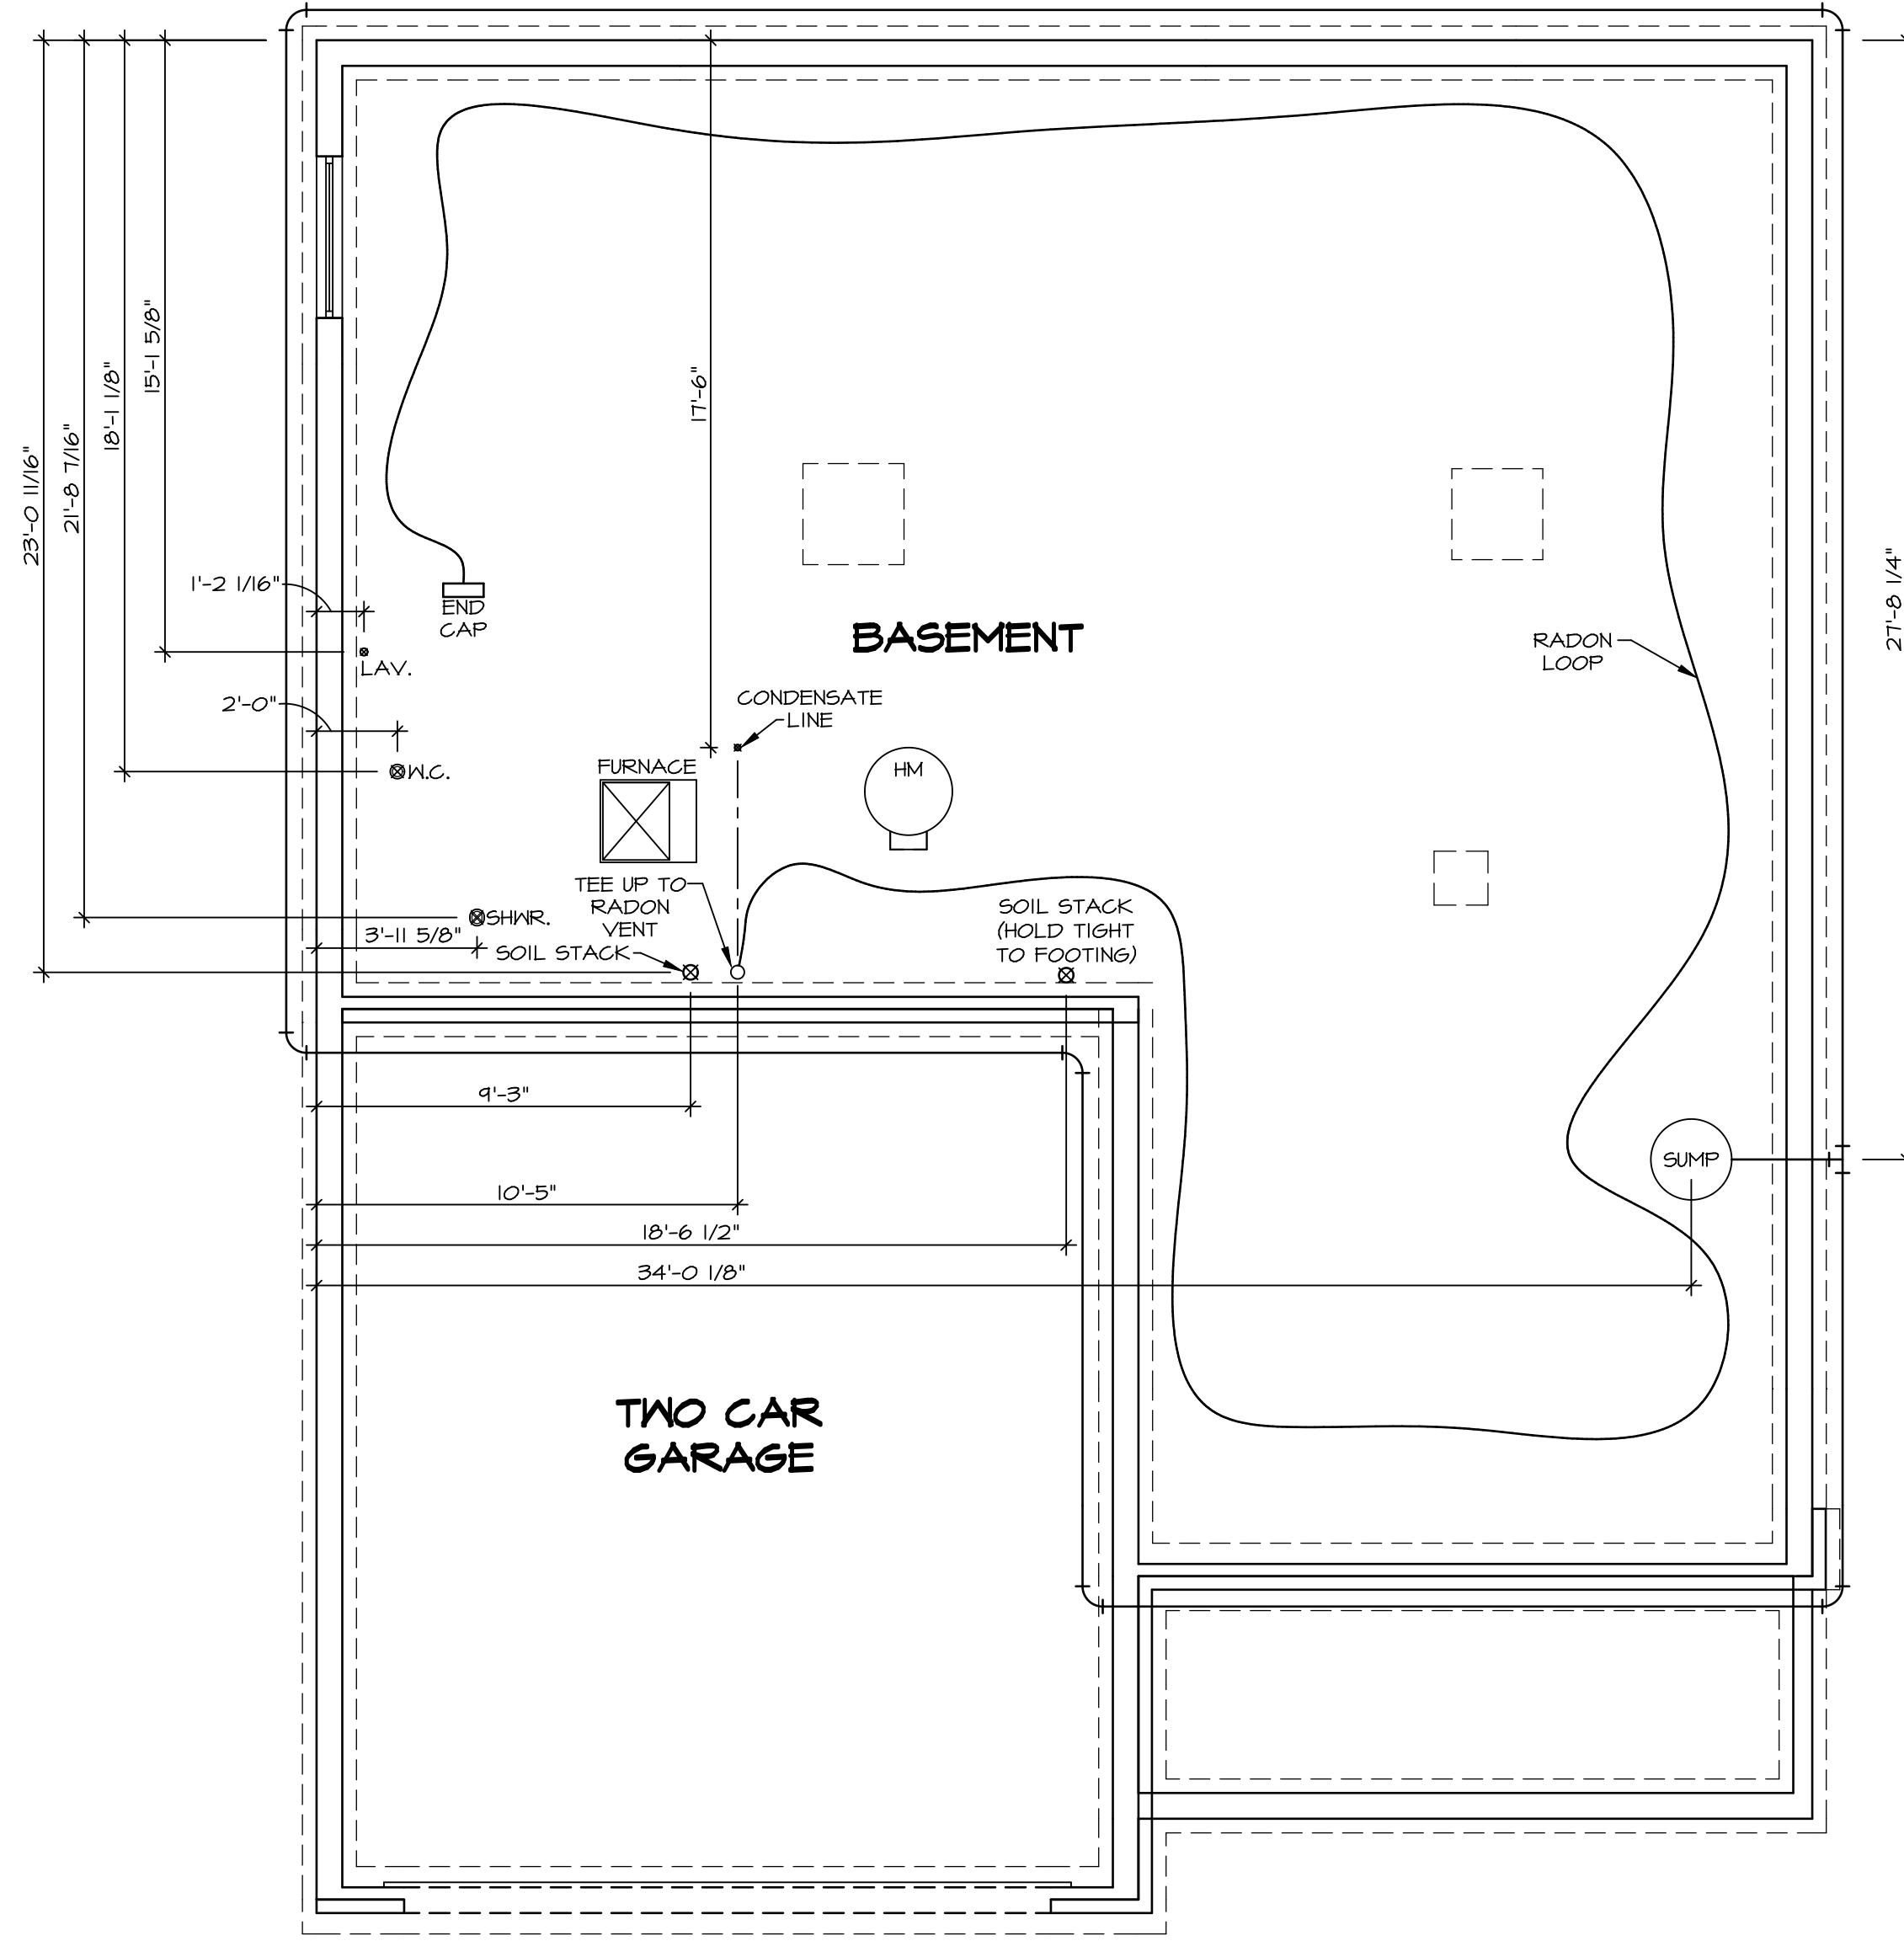 15'-1 5/8"
18'-1 1/8"
17'-6"
21'-8 7/16"
23'-0 11/16"
27'-8 1/4"
1'-2 1/16"
END
CAP
BASEMENT
RADON
LOOP
LAV.
2'-0"
CONDENSATE
LINE
W.C.
FURNACE
HM
TEE UP TO
RADON
VENT
SHWR.
3'-11 5/8"
SOIL STACK
SOIL STACK
(HOLD TIGHT
TO FOOTING)
9'-3"
SUMP
10'-5"
18'-6 1/2"
34'-0 1/8"
TWO CAR
GARAGE